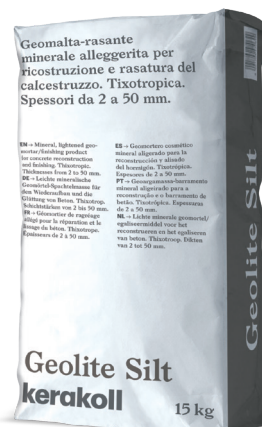 Geomalta-rasante
minerale alleggerita per
ricostruzione e rasatura del
calcestruzzo. Tixotropica.
Spessori da 2 a 50 mm.
EN → Mineral, lightened geo-
mortar/finishing product
for concrete reconstruction
and finishing. Thixotropic.
Thicknesses from 2 to 50 mm.
DE → Leichte mineralische
Geomörtel-Spachtelmasse für
den Wiederaufbau und die
Glättung von Beton. Thixotrop.
Schichtstärken von 2 bis 50 mm.
FR → Géomortier de ragréage
allégé pour la réparation et le
lissage du béton. Thixotrope.
Épaisseurs de 2 à 50 mm.
ES → Geomortero cosmético
mineral aligerado para la
reconstrucción y alisado
del hormigón. Tixotrópico.
Espesores de 2 a 50 mm.
PT → Geoargamassa-barramento
mineral aligeirado para a
reconstrução e o barramento de
betão. Tixotrópica. Espessuras
de 2 a 50 mm.
NL → Lichte minerale geomortel/
egaliseermiddel voor het
reconstrueren en het egaliseren
van beton. Thixotroop. Dikten
van 2 tot 50 mm.
Geolite Silt
kerakoll
15 kg
Geolite Silt